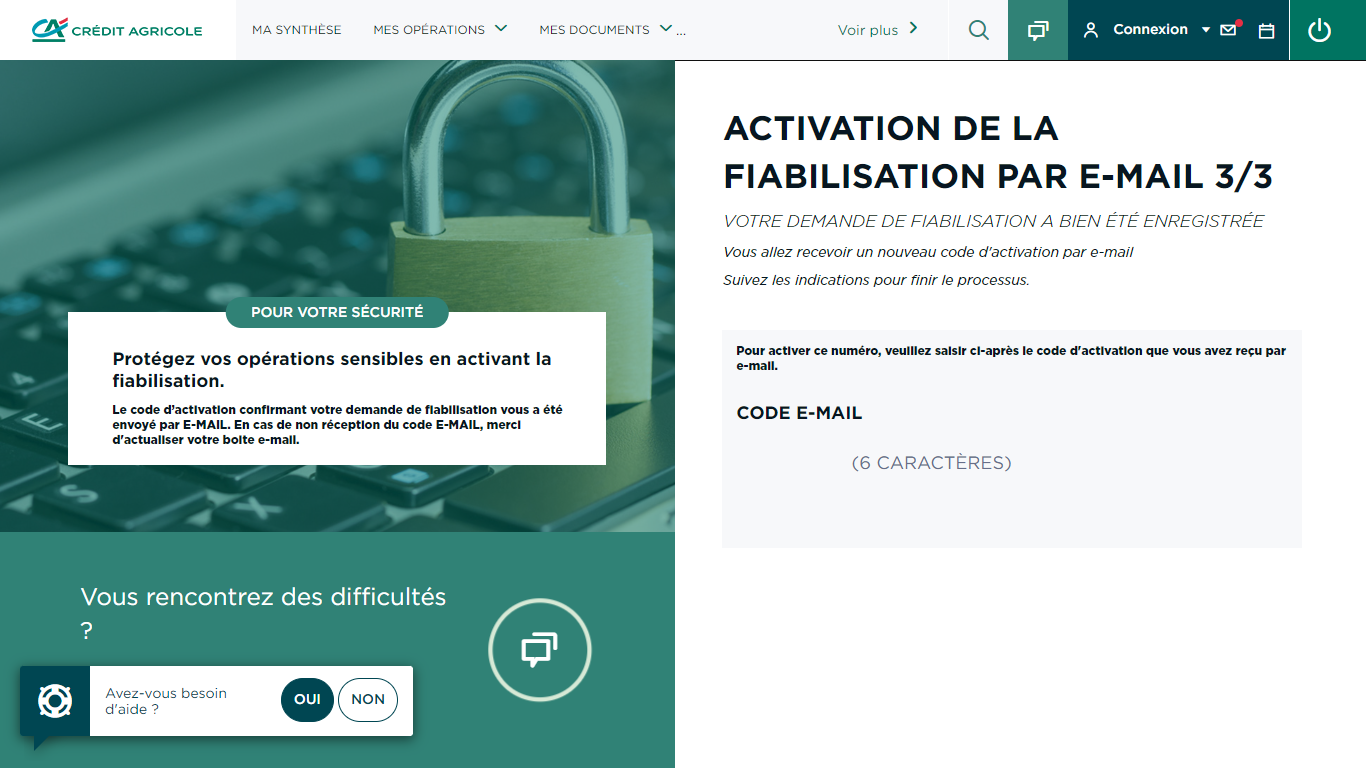 CRÉDIT AGRICOLE
MA SYNTHÈSE
MES OPÉRATIONS
MES DOCUMENTS
...
Voir plus
Connexion
ACTIVATION DE LA
FIABILISATION PAR E-MAIL 3/3
VOTRE DEMANDE DE FIABILISATION A BIEN ÉTÉ ENREGISTRÉE
Vous allez recevoir un nouveau code d'activation par e-mail
Suivez les indications pour finir le processus.
POUR VOTRE SÉCURITÉ
Protégez vos opérations sensibles en activant la
fiabilisation.
Le code d’activation confirmant votre demande de fiabilisation vous a été
envoyé par E-MAIL. En cas de non réception du code E-MAIL, merci
d'actualiser votre boite e-mail.
Pour activer ce numéro, veuillez saisir ci-après le code d'activation que vous avez reçu par
e-mail.
CODE E-MAIL
(6 CARACTÈRES)
Vous rencontrez des difficultés
?
Avez-vous besoin
d'aide ?
OUI
NON